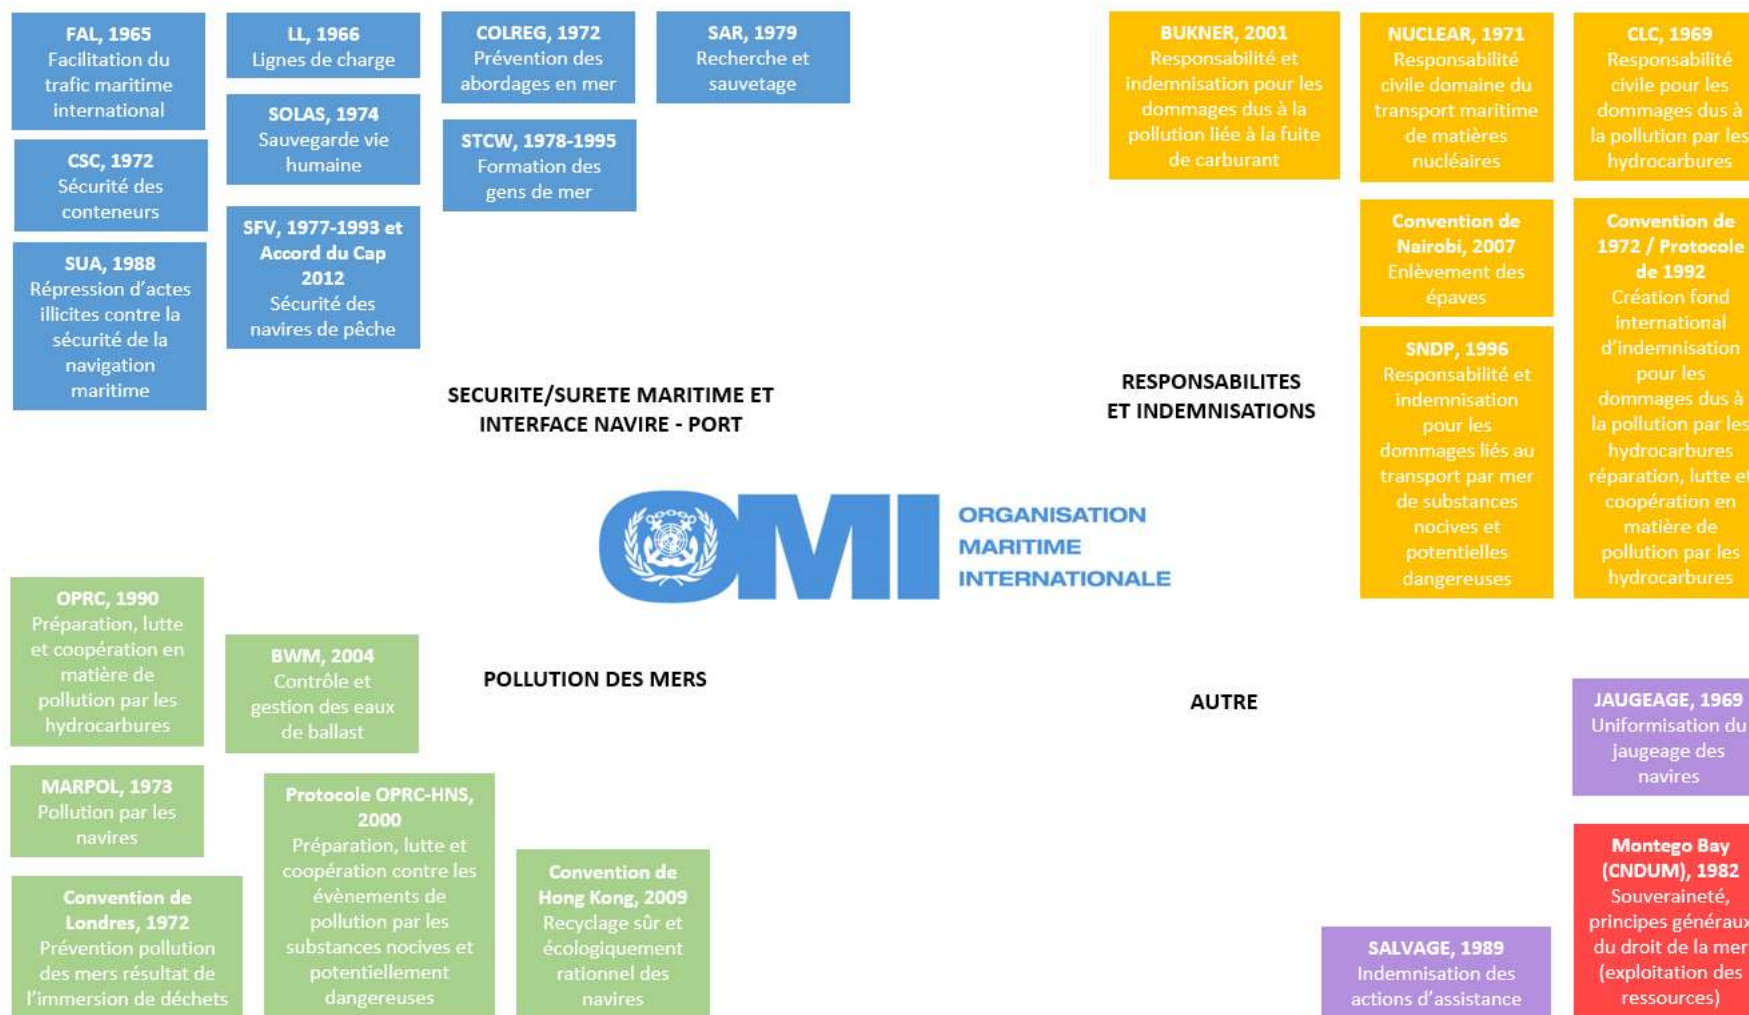 FAL, 1965
Facilitation du
trafic maritime
international
CSC, 1972
Sécurité des
conteneurs
SUA, 1988
Répression d'actes
illicites contre la
sécurité de la
navigation
maritime
LL, 1966
Lignes de charge
SOLAS, 1974
Sauvegarde vie
humaine
SFV, 1977-1993 et
Accord du Cap
2012
Sécurité des
navires de pêche
COLREG, 1972
Prévention des
abordages en mer
STCW, 1978-1995
Formation des
gens de mer
SAR, 1979
Recherche et
sauvetage
SECURITE/SURETE MARITIME ET
INTERFACE NAVIRE - PORT
BUKNER, 2001
Responsabilité et
indemnisation pour les
dommages dus à la
pollution liée à la fuite
de carburant
NUCLEAR, 1971
Responsabilité
civile domaine du
transport maritime
de matières
nucléaires
Convention de
Nairobi, 2007
Enlèvement des
épaves
SNDP, 1996
Responsabilité et
indemnisation
pour les
dommages liés au
transport par mer
de substances
nocives et
potentielles
dangereuses
CLC, 1969
Responsabilité
civile pour les
dommages dus à
la pollution par les
hydrocarbures
Convention de
1972 / Protocole
de 1992
Création fond
international
d'indemnisation
pour les
dommages dus à
la pollution par les
hydrocarbures
réparation, lutte et
coopération en
matière de
pollution par les
hydrocarbures
RESPONSABILITES
ET INDEMNISATIONS
OMI
ORGANISATION
MARITIME
INTERNATIONALE
OPRC, 1990
Préparation, lutte
et coopération en
matière de
pollution par les
hydrocarbures
MARPOL, 1973
Pollution par les
navires
Convention de
Londres, 1972
Prévention pollution
des mers résultat de
l'immersion de déchets
BWM, 2004
Contrôle et
gestion des eaux
de ballast
Protocole OPRC-HNS,
2000
Préparation, lutte et
coopération contre les
évènements de
pollution par les
substances nocives et
potentiellement
dangereuses
Convention de
Hong Kong, 2009
Recyclage sûr et
écologiquement
rationnel des
navires
POLLUTION DES MERS
AUTRE
JAUGEAGE, 1969
Uniformisation du
jaugeage des
navires
SALVAGE, 1989
Indemnisation des
actions d'assistance
Montego Bay
(CNDUM), 1982
Souveraineté,
principes généraux
du droit de la mer
(exploitation des
ressources)